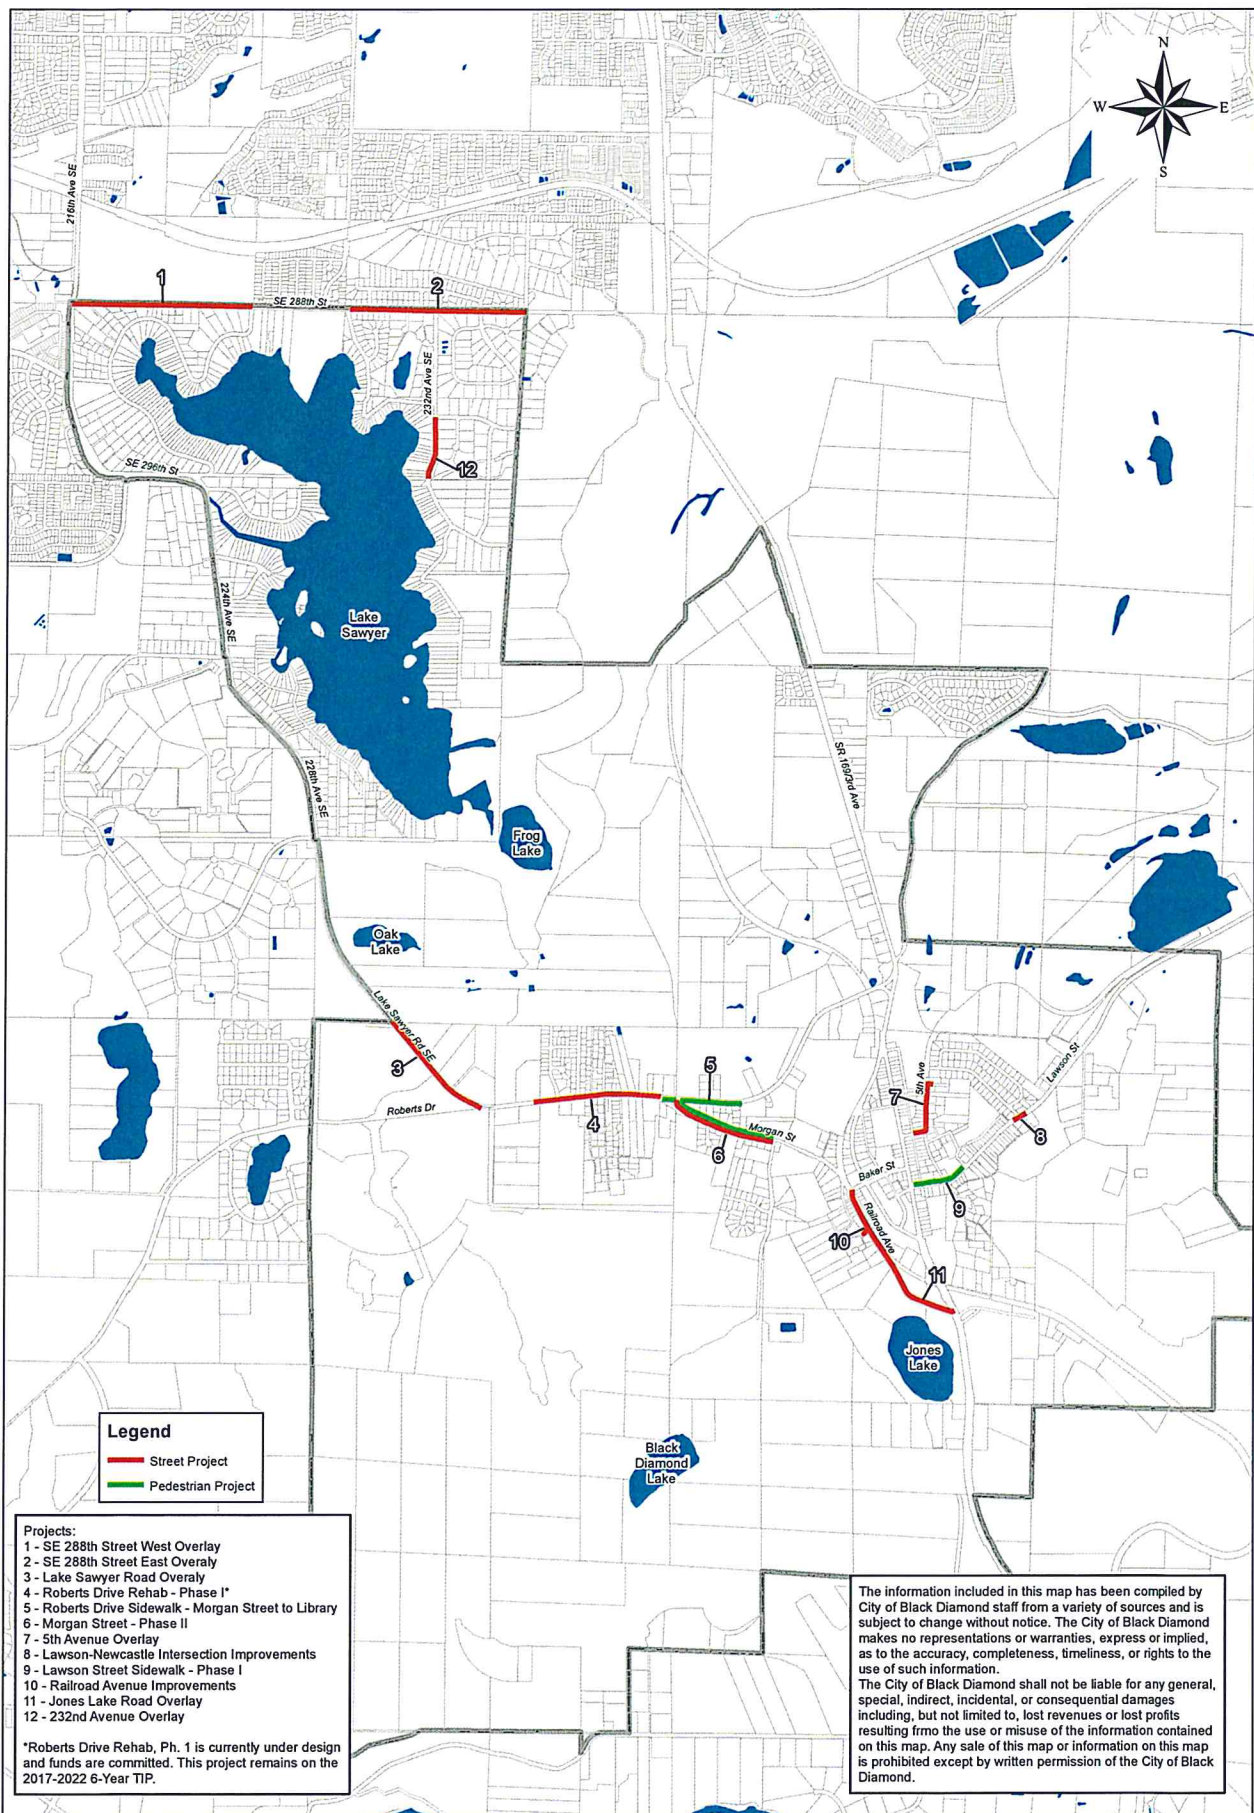 N
W
E
S
216th Ave SE
1
SE 288th St
2
232nd Ave SE
12
SE 296th St
224th Ave SE
Lake
Sawyer
228th Ave SE
SR 169/3rd Ave
Frog
Lake
Oak
Lake
Lake Sawyer Rd SE
3
Roberts Dr
4
5
Morgan St
6
5th Ave
7
Lawson St
8
Baker St
9
Railroad Ave
10
11
Jones
Lake
Black
Diamond
Lake
Legend
Street Project
Pedestrian Project
Projects:
1 - SE 288th Street West Overlay
2 - SE 288th Street East Overaly
3 - Lake Sawyer Road Overaly
4 - Roberts Drive Rehab - Phase I*
5 - Roberts Drive Sidewalk - Morgan Street to Library
6 - Morgan Street - Phase II
7 - 5th Avenue Overlay
8 - Lawson-Newcastle Intersection Improvements
9 - Lawson Street Sidewalk - Phase I
10 - Railroad Avenue Improvements
11 - Jones Lake Road Overlay
12 - 232nd Avenue Overlay
*Roberts Drive Rehab, Ph. 1 is currently under design
and funds are committed. This project remains on the
2017-2022 6-Year TIP.
The information included in this map has been compiled by
City of Black Diamond staff from a variety of sources and is
subject to change without notice. The City of Black Diamond
makes no representations or warranties, express or implied,
as to the accuracy, completeness, timeliness, or rights to the
use of such information.
The City of Black Diamond shall not be liable for any general,
special, indirect, incidental, or consequential damages
including, but not limited to, lost revenues or lost profits
resulting frmo the use or misuse of the information contained
on this map. Any sale of this map or information on this map
is prohibited except by written permission of the City of Black
Diamond.